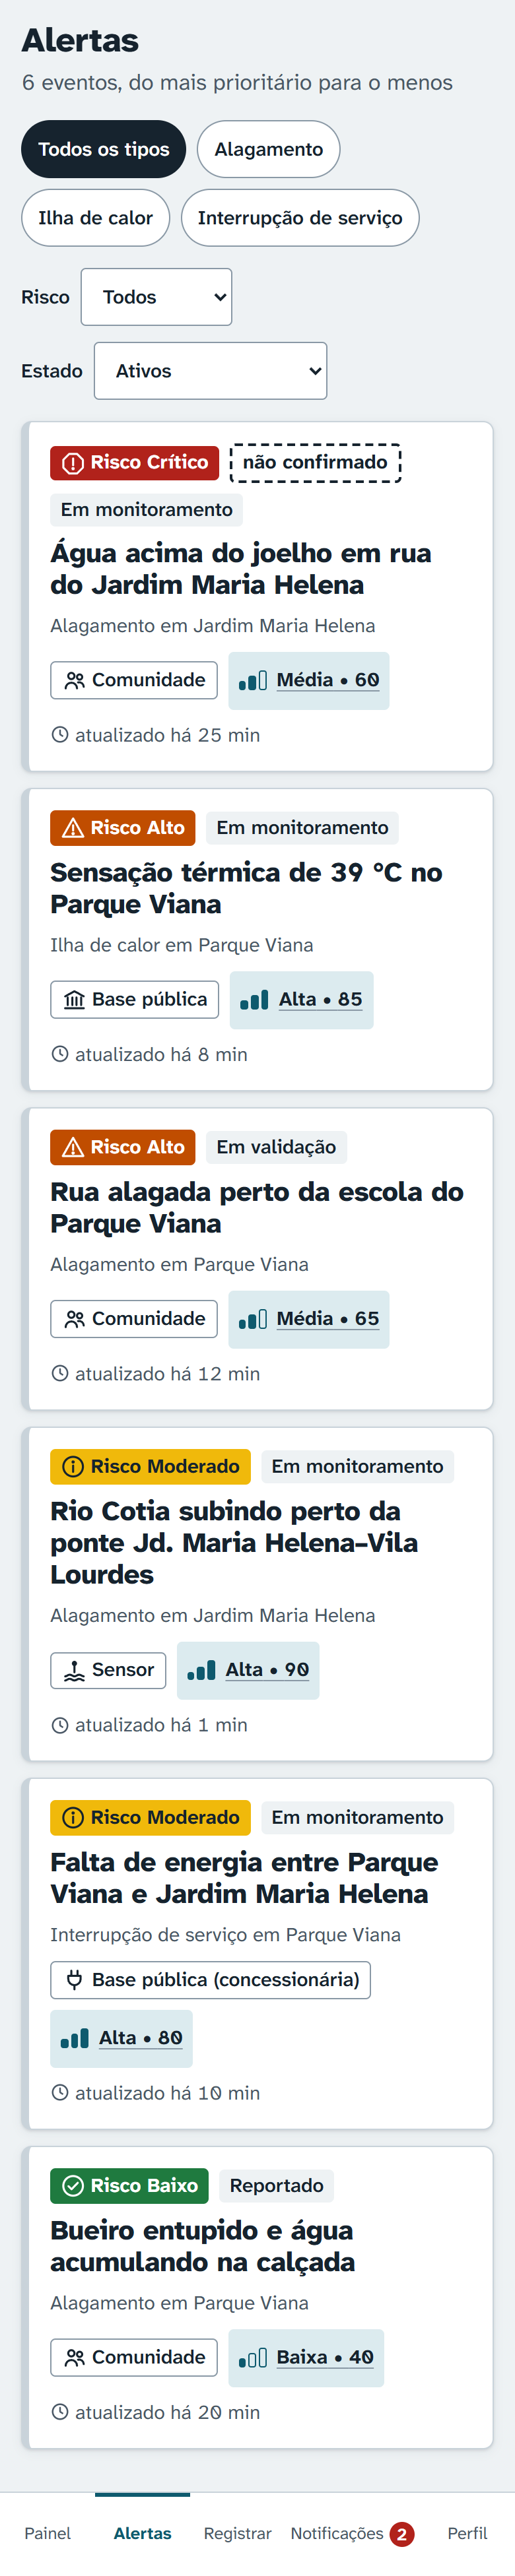 Alertas
6 eventos, do mais prioritário para o menos
Todos os tipos
Alagamento
Ilha de calor
Interrupção de serviço
Risco
Todos
Estado
Ativos
Risco Crítico
não confirmado
Em monitoramento
Água acima do joelho em rua
do Jardim Maria Helena
Alagamento em Jardim Maria Helena
Comunidade
Média • 60
atualizado há 25 min
Risco Alto
Em monitoramento
Sensação térmica de 39 °C no
Parque Viana
Ilha de calor em Parque Viana
Base pública
Alta • 85
atualizado há 8 min
Risco Alto
Em validação
Rua alagada perto da escola do
Parque Viana
Alagamento em Parque Viana
Comunidade
Média • 65
atualizado há 12 min
Risco Moderado
Em monitoramento
Rio Cotia subindo perto da
ponte Jd. Maria Helena–Vila
Lourdes
Alagamento em Jardim Maria Helena
Sensor
Alta • 90
atualizado há 1 min
Risco Moderado
Em monitoramento
Falta de energia entre Parque
Viana e Jardim Maria Helena
Interrupção de serviço em Parque Viana
Base pública (concessionária)
Alta • 80
atualizado há 10 min
Risco Baixo
Reportado
Bueiro entupido e água
acumulando na calçada
Alagamento em Parque Viana
Comunidade
Baixa • 40
atualizado há 20 min
Painel
Alertas
Registrar
Notificações 2
Perfil